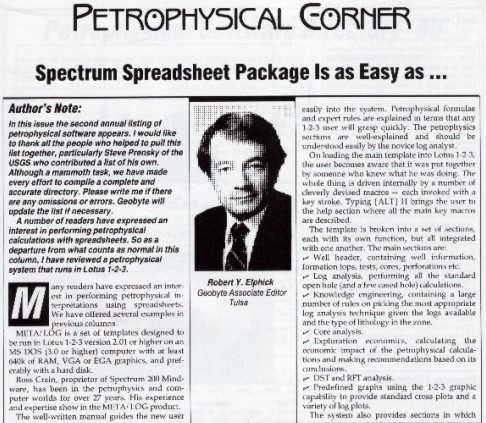 PETROPHYSICAL CORNER
Spectrum Spreadsheet Package Is as Easy as ...
Author's Note:
In this issue the second annual listing of
petrophysical software appears. I would like
to thank all the people who helped to pull this
list together, particularly Steve Prensky of the
USGS who contributed a list of his own.
Although a mammoth task, we have made
every effort to compile a complete and
accurate directory. Please write me if there
are any omissions or errors. Geobyte will
update the list if necessary.
A number of readers have expressed an
interest in performing petrophysical
calculations with spreadsheets. So as a
departure from what counts as normal in this
column, I have reviewed a petrophysical
system that runs in Lotus 1-2-3.
Many readers have expressed an inter-
est in performing petrophysical in-
terpretations using spreadsheets.
We have offered several examples in
previous columns.
META/LOG is a set of templates designed to
be run in Lotus 1-2-3 version 2.01 or higher on an
MS DOS (3.0 or higher) computer with at least
640k of RAM, VGA or EGA graphics, and pref-
erably with a hard disk.
Ross Crain, proprietor of Spectrum 2000 Mind-
ware, has been in the petrophysics and com-
puter worlds for over 27 years. His experience
and expertise show in the META/LOG product.
The well-written manual guides the new user
Robert Y. Elphick
Geobyte Associate Editor
Tulsa
easily into the system. Petrophysical formulae
and expert rules are explained in terms that any
1-2-3 user will grasp quickly. The petrophysics
sections are well-explained and should be
understood easily by the novice log analyst.
On loading the main template into Lotus 1-2-3,
the user becomes aware that it was put together
by someone who knew what he was doing. The
whole thing is driven internally by a number of
cleverly devised macros — each invoked with a
key stroke. Typing [ALT] H brings the user to
the help section where all the main key macros
are described.
The template is broken into a set of sections,
each with its own function, but all integrated
with one another. The main sections are:
✓ Well header, containing well information,
formation tops, tests, cores, perforations etc.
✓ Log analysis, performing all the standard
open hole (and a few cased hole) calculations.
✓ Knowledge engineering, containing a large
number of rules on picking the most appropriate
log analysis technique given the logs available
and the type of lithology in the zone.
✓ Core analysis.
✓ Exploration economics, calculating the
economic impact of the petrophysical calcula-
tions and making recommendations based on its
conclusions.
✓ DST and RFT analysis.
✓ Predefined graphs using the 1-2-3 graphic
capability to provide standard cross plots and a
variety of log plots.
The system also provides sections in which